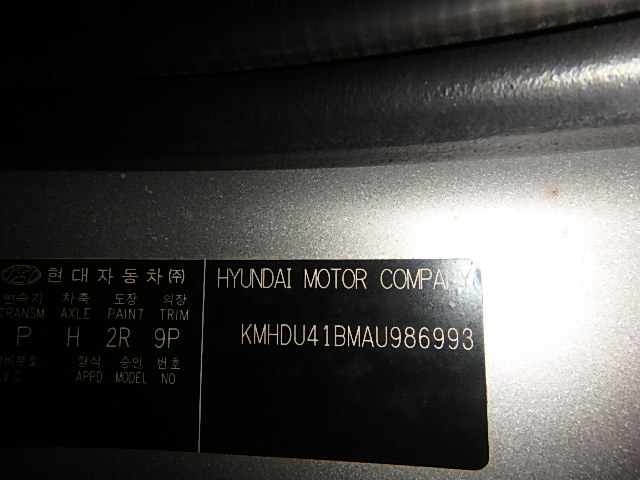 현대자동차㈜
변속기 차축 도장 의장
TRANSM AXLE PAINT TRIM
P H 2R 9P
형식 승인 번호
V.C APPD MODEL NO
HYUNDAI MOTOR COMPANY
KMHDU41BMAU986993